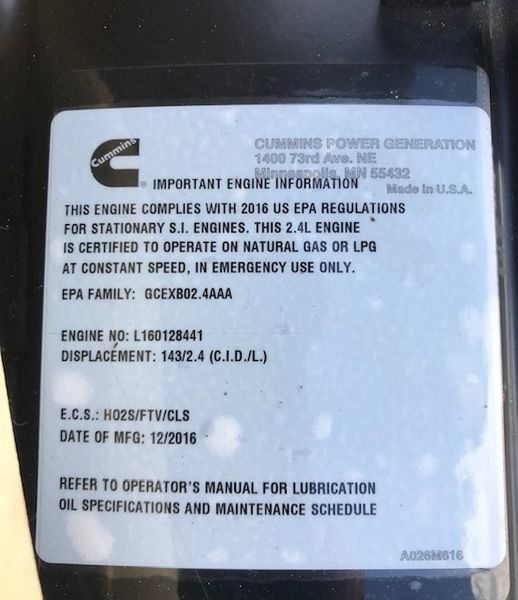 Cummins
®
CUMMINS POWER GENERATION
1400 73rd Ave. NE
Minneapolis, MN 55432
Made in U.S.A.
IMPORTANT ENGINE INFORMATION
THIS ENGINE COMPLIES WITH 2016 US EPA REGULATIONS
FOR STATIONARY S.I. ENGINES. THIS 2.4L ENGINE
IS CERTIFIED TO OPERATE ON NATURAL GAS OR LPG
AT CONSTANT SPEED, IN EMERGENCY USE ONLY.
EPA FAMILY: GCEXB02.4AAA
ENGINE NO: L160128441
DISPLACEMENT: 143/2.4 (C.I.D./L.)
E.C.S.: HO2S/FTV/CLS
DATE OF MFG: 12/2016
REFER TO OPERATOR'S MANUAL FOR LUBRICATION
OIL SPECIFICATIONS AND MAINTENANCE SCHEDULE
A026M616